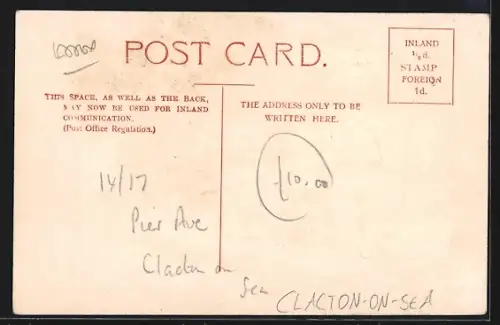 POST CARD.
INLAND
½d.
STAMP
FOREIGN
1d.
THIS SPACE, AS WELL AS THE BACK,
MAY NOW BE USED FOR INLAND
COMMUNICATION.
(Post Office Regulation.)
THE ADDRESS ONLY TO BE
WRITTEN HERE.
£10.00
14/17
Pier Ave
Clacton on
Sea
CLACTON-ON-SEA